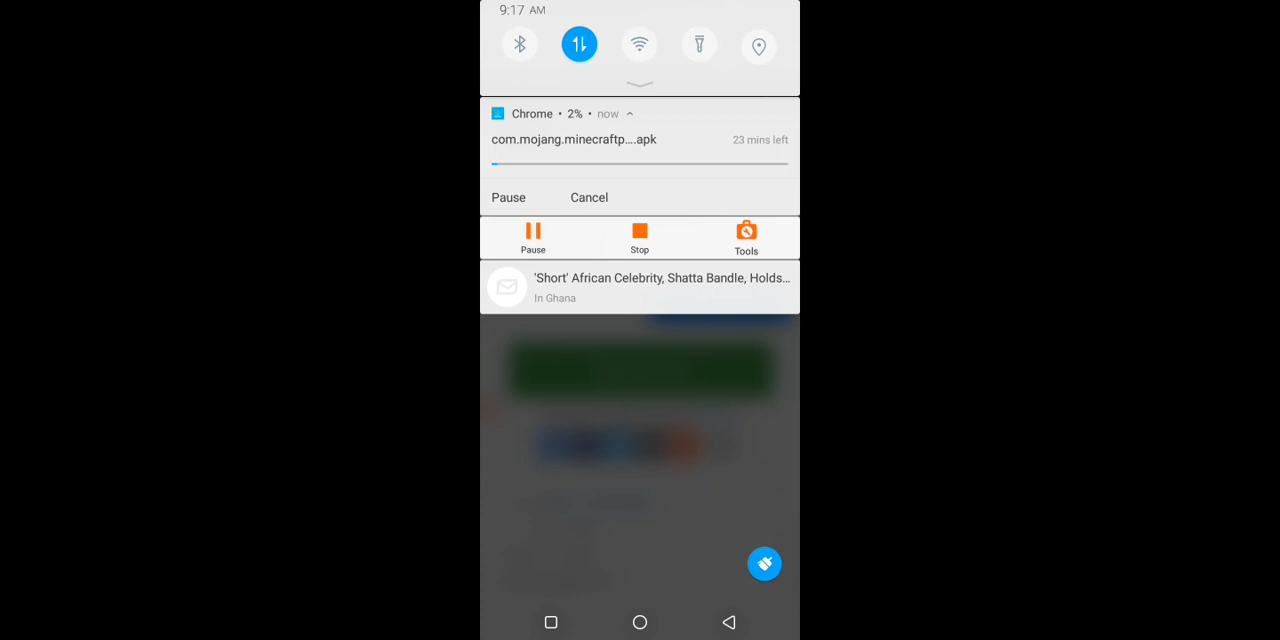 9:17 AM
Chrome • 2% • now
com.mojang.minecraftp....apk 23 mins left
Pause Cancel
Pause Stop Tools
'Short' African Celebrity, Shatta Bandle, Holds...
In Ghana